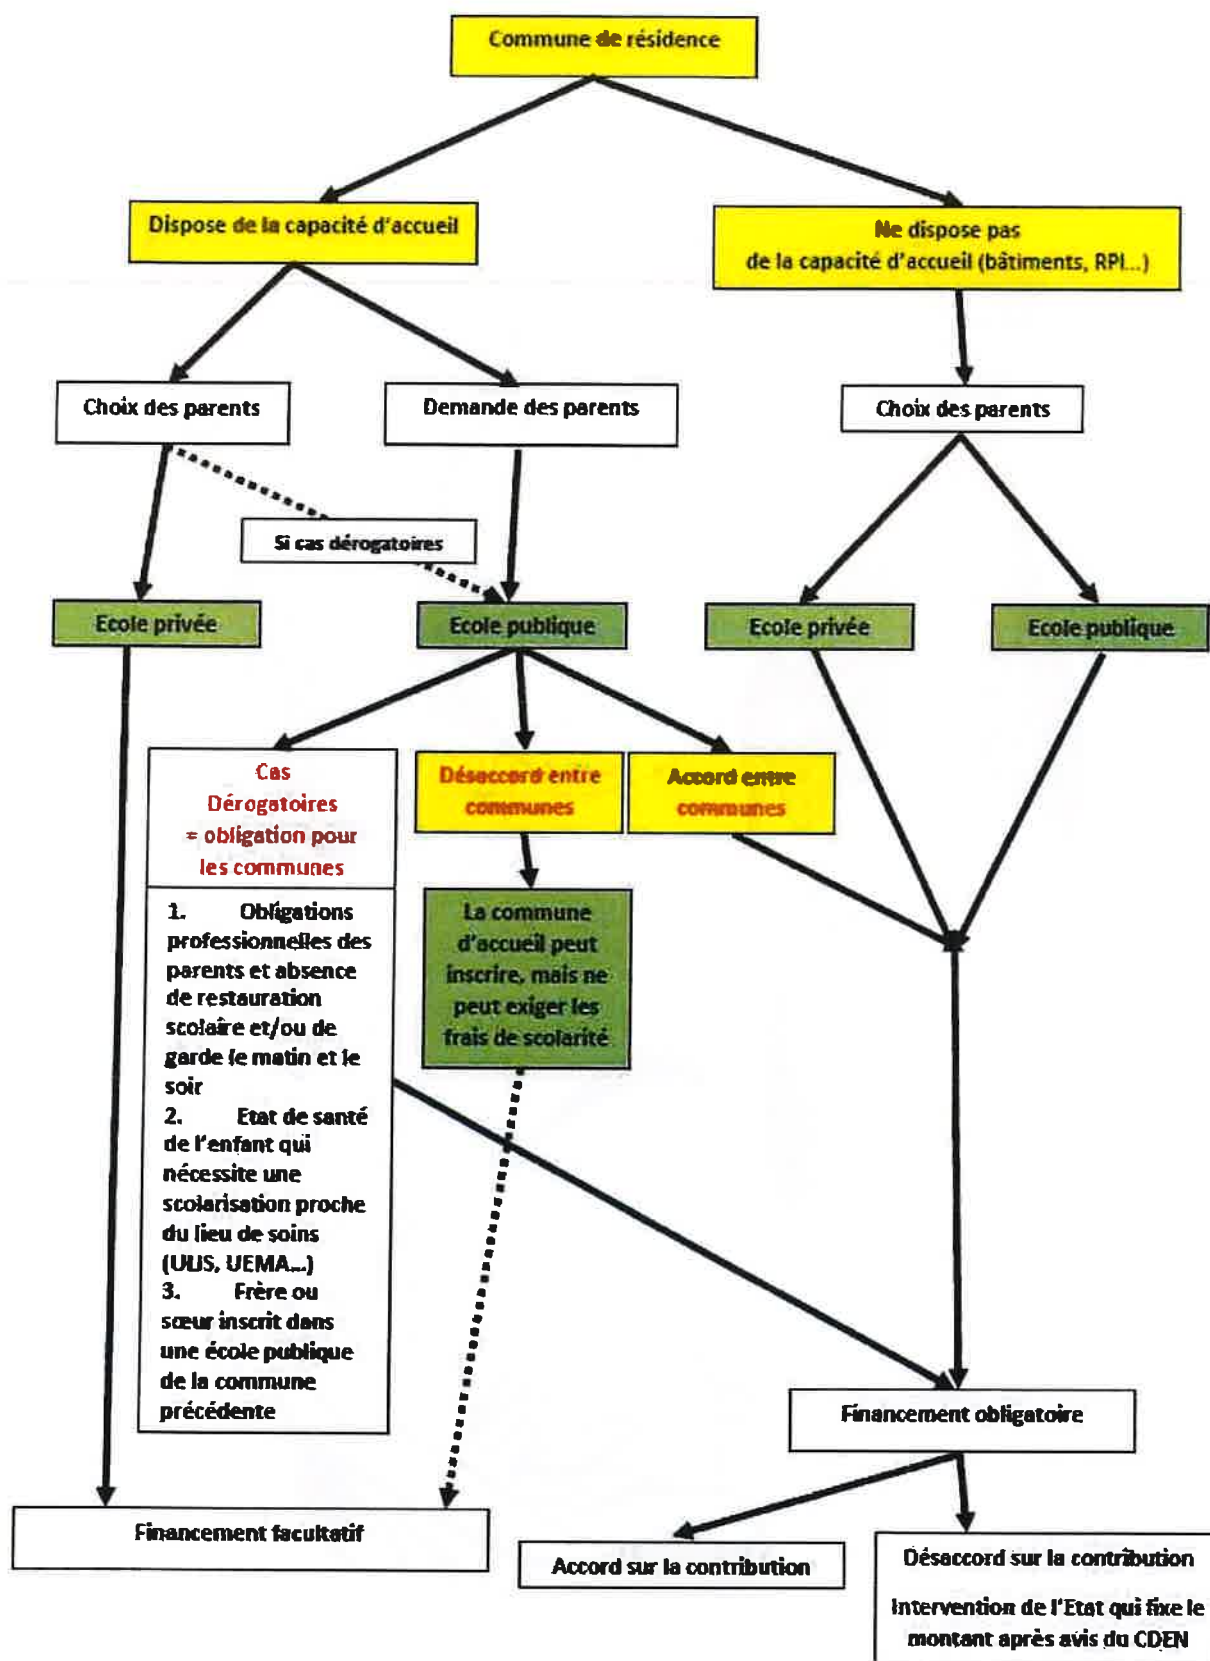 Commune de résidence
Dispose de la capacité d'accueil
Ne dispose pas
de la capacité d'accueil (bâtiments, RPI...)
Choix des parents
Demande des parents
Choix des parents
Si cas dérogatoires
Ecole privée
Ecole publique
Ecole privée
Ecole publique
Cas
Dérogatoires
= obligation pour
les communes
Désaccord entre
communes
Accord entre
communes
1. Obligations
professionnelles des
parents et absence
de restauration
scolaire et/ou de
garde le matin et le
soir
2. Etat de santé
de l'enfant qui
nécessite une
scolarisation proche
du lieu de soins
(ULIS, UEMA...)
3. Frère ou
sœur inscrit dans
une école publique
de la commune
précédente
La commune
d'accueil peut
inscrire, mais ne
peut exiger les
frais de scolarité
Financement obligatoire
Financement facultatif
Accord sur la contribution
Désaccord sur la contribution
Intervention de l'Etat qui fixe le
montant après avis du CDEN